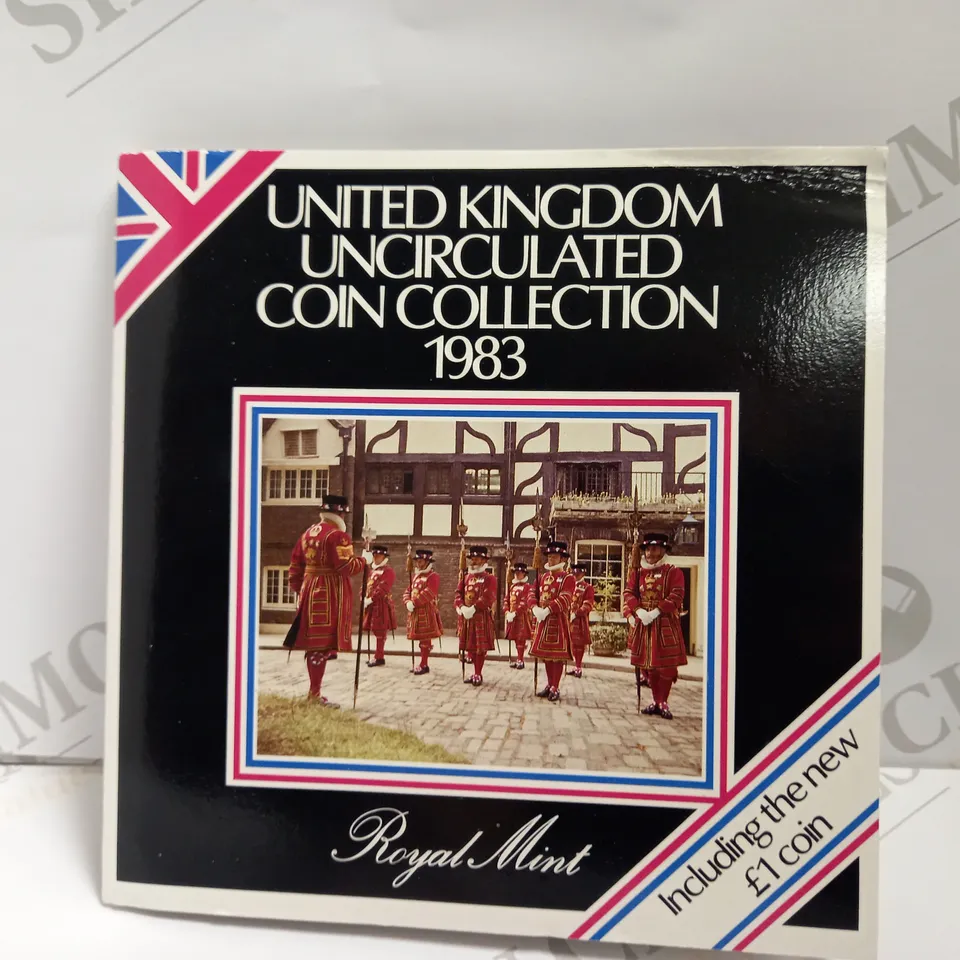 UNITED KINGDOM
UNCIRCULATED
COIN COLLECTION
1983
Royal Mint
Including the new
£1 coin